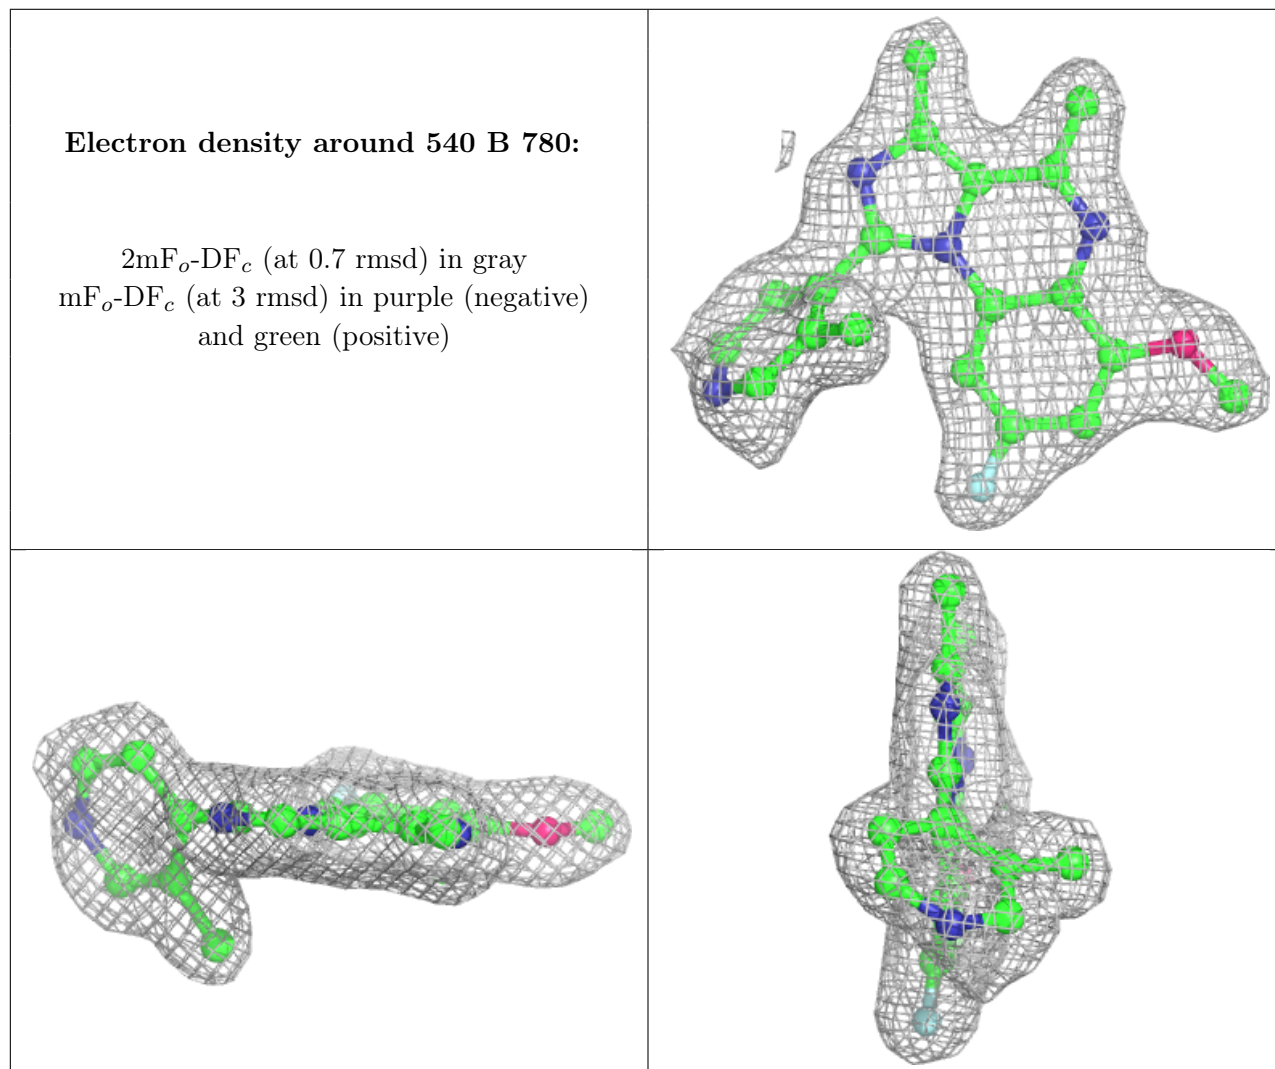 Electron density around 540 B 780:
2mFₒ-DF𝒸 (at 0.7 rmsd) in gray
mFₒ-DF𝒸 (at 3 rmsd) in purple (negative)
and green (positive)